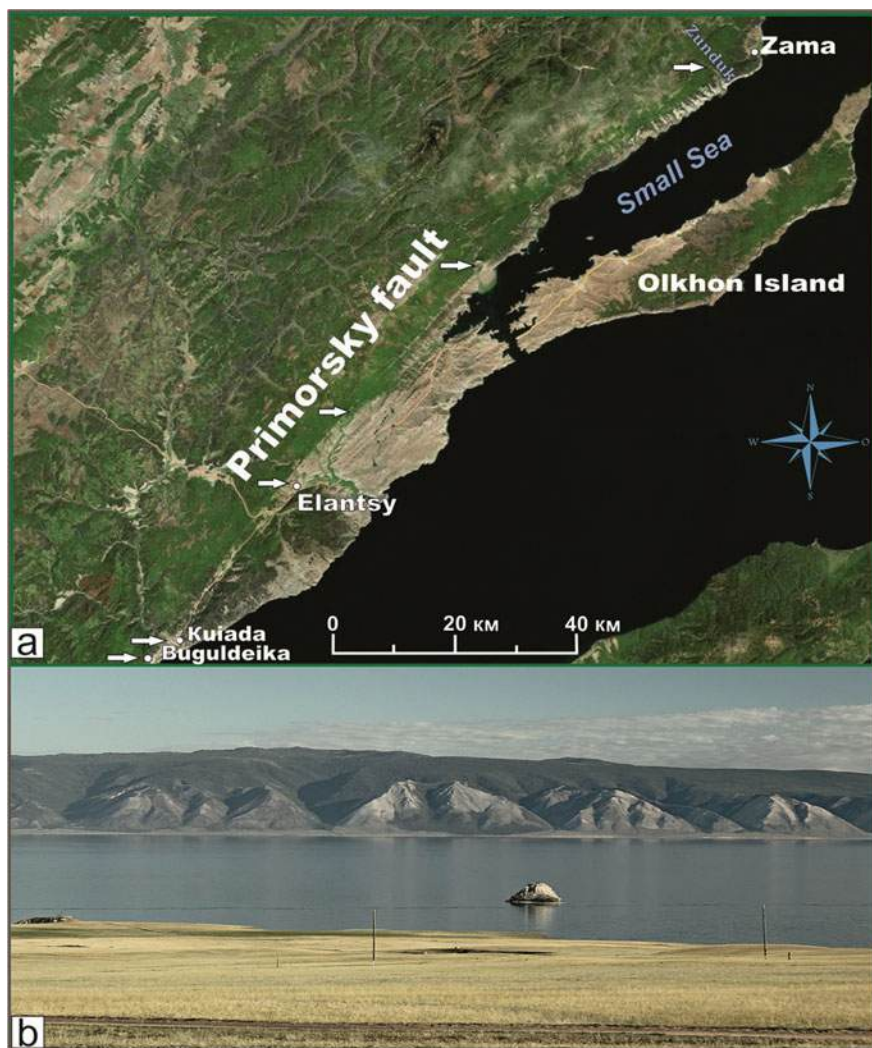 Zunduk
Zama
Small Sea
Primorsky fault
Olkhon Island
N
W
O
S
Elantsy
Kuiada
Buguldeika
0
20 км
40 км
a
b